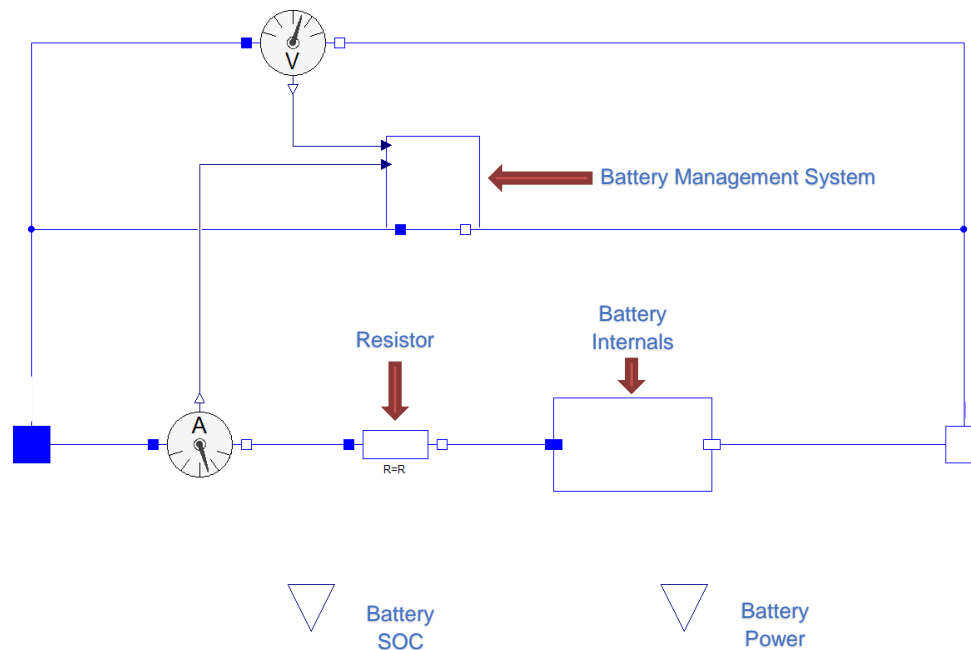 V
Battery Management System
Battery
Internals
Resistor
A
R=R
Battery
SOC
Battery
Power